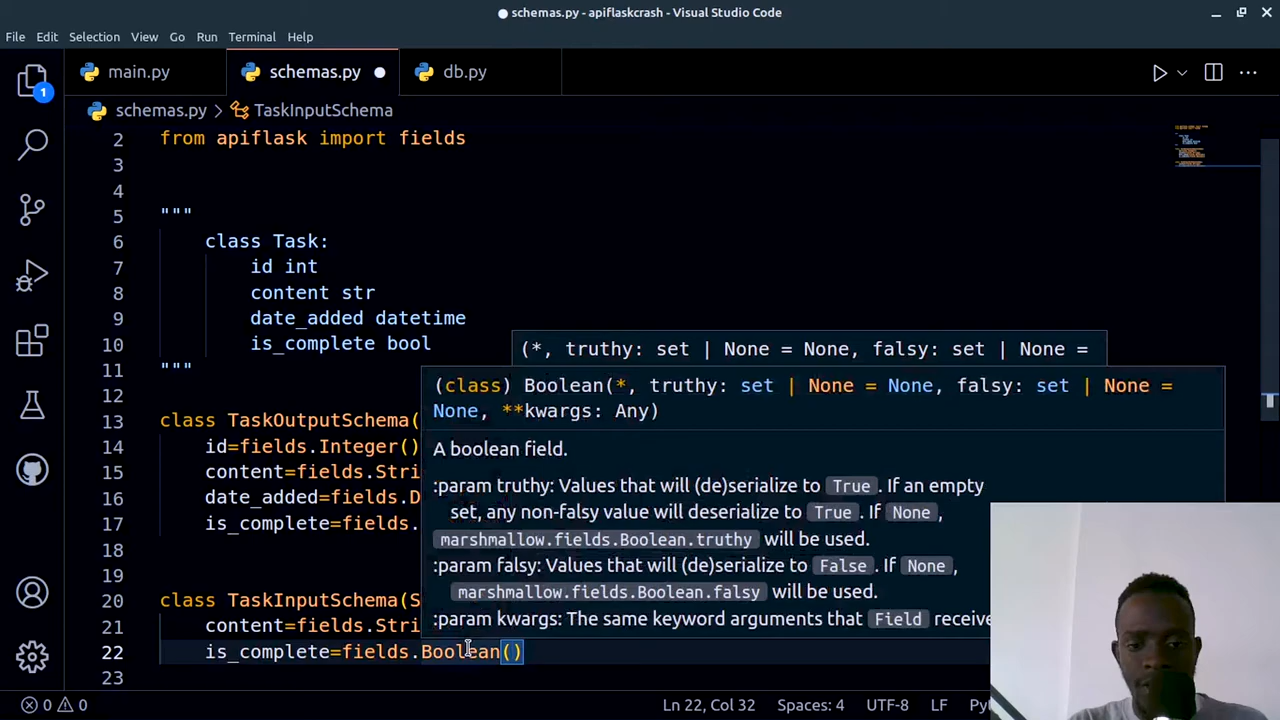 schemas.py - apiflaskcrash - Visual Studio Code
File Edit Selection View Go Run Terminal Help
main.py schemas.py db.py
1
schemas.py > TaskInputSchema
2 from apiflask import fields
3
4
5 """
6 class Task:
7 id int
8 content str
9 date_added datetime
10 is_complete bool
11 """
(*, truthy: set | None = None, falsy: set | None =
12
(class) Boolean(*, truthy: set | None = None, falsy: set | None =
None, **kwargs: Any)
13 class TaskOutputSchema(
14 id=fields.Integer()
A boolean field.
15 content=fields.Stri
16 date_added=fields.D
17 is_complete=fields.
:param truthy: Values that will (de)serialize to True. If an empty
set, any non-falsy value will deserialize to True. If None,
marshmallow.fields.Boolean.truthy will be used.
18
:param falsy: Values that will (de)serialize to False. If None,
19
marshmallow.fields.Boolean.falsy will be used.
20 class TaskInputSchema(S
:param kwargs: The same keyword arguments that Field receive
21 content=fields.Stri
22 is_complete=fields.Boolean()
23
0 0 Ln 22, Col 32 Spaces: 4 UTF-8 LF